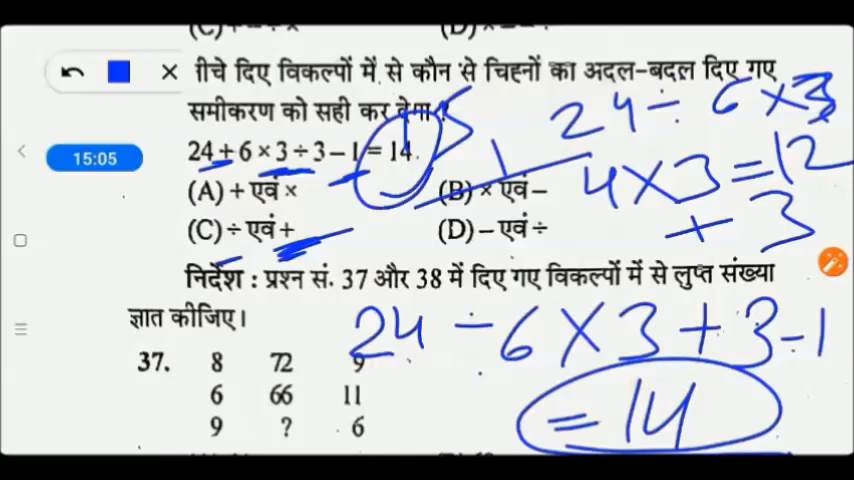 नीचे दिए विकल्पों में से कौन से चिह्नों का अदल-बदल दिए गए
समीकरण को सही कर देगा ?
24 + 6 × 3 ÷ 3 – 1 = 14
(A) + एवं ×
(B) × एवं –
(C) ÷ एवं +
(D) – एवं ÷
निर्देश : प्रश्न सं. 37 और 38 में दिए गए विकल्पों में से लुप्त संख्या
ज्ञात कीजिए।
37. 8 72 9
6 66 11
9 ? 6
15:05
15
24 ÷ 6 × 3
4 × 3 = 12
+ 3
24 ÷ 6 × 3 + 3 - 1
= 14